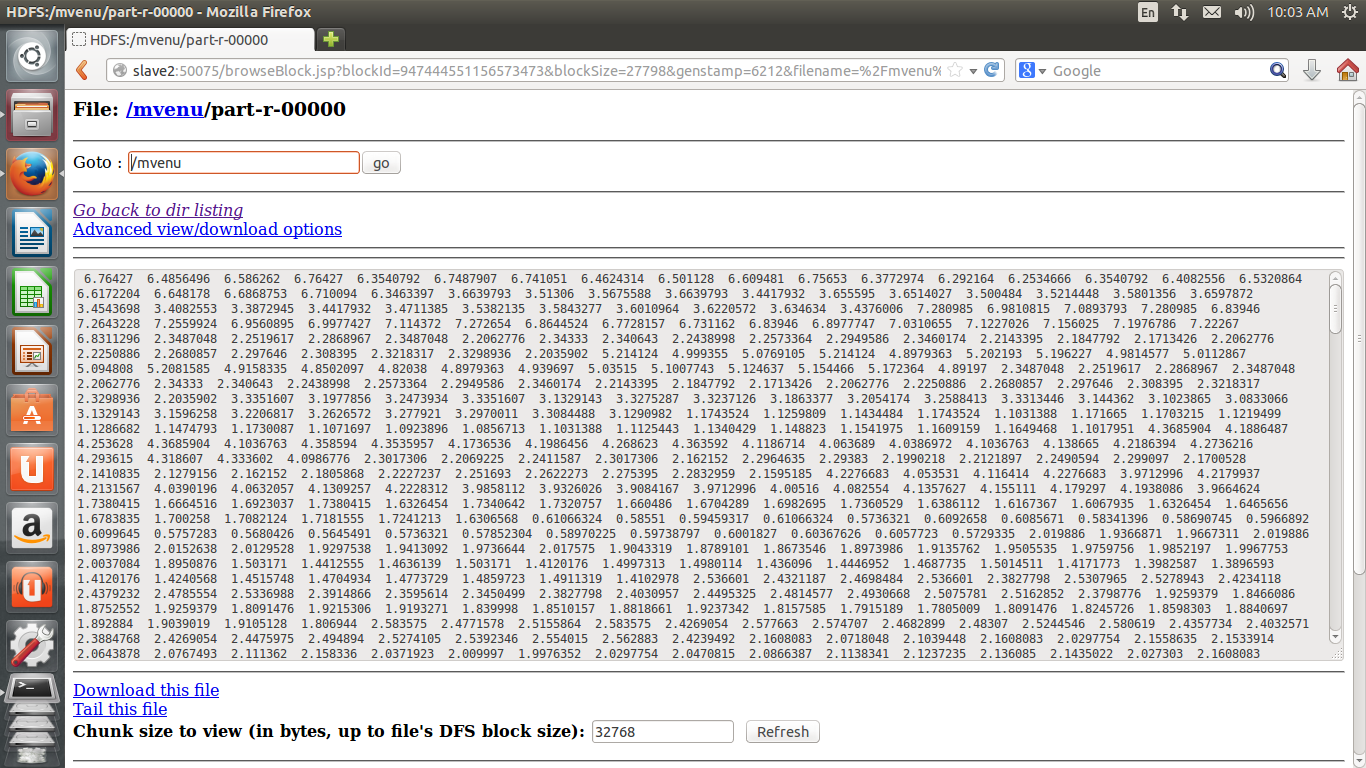 HDFS:/mvenu/part-r-00000 - Mozilla Firefox
En
10:03 AM
HDFS:/mvenu/part-r-00000
slave2:50075/browseBlock.jsp?blockId=947444551156573473&blockSize=27798&genstamp=6212&filename=%2Fmvenu%
Google
File: /mvenu/part-r-00000
Goto : /mvenu go
Go back to dir listing
Advanced view/download options
6.76427 6.4856496 6.586262 6.76427 6.3540792 6.7487907 6.741051 6.4624314 6.501128 6.609481 6.75653 6.3772974 6.292164 6.2534666 6.3540792 6.4082556 6.5320864
6.6172204 6.648178 6.6868753 6.710094 6.3463397 3.6639793 3.51306 3.5675588 3.6639793 3.4417932 3.655595 3.6514027 3.500484 3.5214448 3.5801356 3.6597872
3.4543698 3.4082553 3.3872945 3.4417932 3.4711385 3.5382135 3.5843277 3.6010964 3.6220572 3.634634 3.4376006 7.280985 6.9810815 7.0893793 7.280985 6.83946
7.2643228 7.2559924 6.9560895 6.9977427 7.114372 7.272654 6.8644524 6.7728157 6.731162 6.83946 6.8977747 7.0310655 7.1227026 7.156025 7.1976786 7.22267
6.8311296 2.3487048 2.2519617 2.2868967 2.3487048 2.2062776 2.34333 2.340643 2.2438998 2.2573364 2.2949586 2.3460174 2.2143395 2.1847792 2.1713426 2.2062776
2.2250886 2.2680857 2.297646 2.308395 2.3218317 2.3298936 2.2035902 5.214124 4.999355 5.0769105 5.214124 4.8979363 5.202193 5.196227 4.9814577 5.0112867
5.094808 5.2081585 4.9158335 4.8502097 4.82038 4.8979363 4.939697 5.03515 5.1007743 5.124637 5.154466 5.172364 4.89197 2.3487048 2.2519617 2.2868967 2.3487048
2.2062776 2.34333 2.340643 2.2438998 2.2573364 2.2949586 2.3460174 2.2143395 2.1847792 2.1713426 2.2062776 2.2250886 2.2680857 2.297646 2.308395 2.3218317
2.3298936 2.2035902 3.3351607 3.1977856 3.2473934 3.3351607 3.1329143 3.3275287 3.3237126 3.1863377 3.2054174 3.2588413 3.3313446 3.144362 3.1023865 3.0833066
3.1329143 3.1596258 3.2206817 3.2626572 3.277921 3.2970011 3.3084488 3.1290982 1.1743524 1.1259809 1.1434484 1.1743524 1.1031388 1.171665 1.1703215 1.1219499
1.1286682 1.1474793 1.1730087 1.1071697 1.0923896 1.0856713 1.1031388 1.1125443 1.1340429 1.148823 1.1541975 1.1609159 1.1649468 1.1017951 4.3685904 4.1886487
4.253628 4.3685904 4.1036763 4.358594 4.3535957 4.1736536 4.1986456 4.268623 4.363592 4.1186714 4.063689 4.0386972 4.1036763 4.138665 4.2186394 4.2736216
4.293615 4.318607 4.333602 4.0986776 2.3017306 2.2069225 2.2411587 2.3017306 2.162152 2.2964635 2.29383 2.1990218 2.2121897 2.2490594 2.299097 2.1700528
2.1410835 2.1279156 2.162152 2.1805868 2.2227237 2.251693 2.2622273 2.275395 2.2832959 2.1595185 4.2276683 4.053531 4.116414 4.2276683 3.9712996 4.2179937
4.2131567 4.0390196 4.0632057 4.1309257 4.2228312 3.9858112 3.9326026 3.9084167 3.9712996 4.00516 4.082554 4.1357627 4.155111 4.179297 4.1938086 3.9664624
1.7380415 1.6664516 1.6923037 1.7380415 1.6326454 1.7340642 1.7320757 1.660486 1.6704289 1.6982695 1.7360529 1.6386112 1.6167367 1.6067935 1.6326454 1.6465656
1.6783835 1.700258 1.7082124 1.7181555 1.7241213 1.6306568 0.61066324 0.58551 0.59459317 0.61066324 0.5736321 0.6092658 0.6085671 0.58341396 0.58690745 0.5966892
0.6099645 0.5757283 0.5680426 0.5645491 0.5736321 0.57852304 0.58970225 0.59738797 0.6001827 0.60367626 0.6057723 0.5729335 2.019886 1.9366871 1.9667311 2.019886
1.8973986 2.0152638 2.0129528 1.9297538 1.9413092 1.9736644 2.017575 1.9043319 1.8789101 1.8673546 1.8973986 1.9135762 1.9505535 1.9759756 1.9852197 1.9967753
2.0037084 1.8950876 1.503171 1.4412555 1.4636139 1.503171 1.4120176 1.4997313 1.4980114 1.436096 1.4446952 1.4687735 1.5014511 1.4171773 1.3982587 1.3896593
1.4120176 1.4240568 1.4515748 1.4704934 1.4773729 1.4859723 1.4911319 1.4102978 2.536601 2.4321187 2.4698484 2.536601 2.3827798 2.5307965 2.5278943 2.4234118
2.4379232 2.4785554 2.5336988 2.3914866 2.3595614 2.3450499 2.3827798 2.4030957 2.4495325 2.4814577 2.4930668 2.5075781 2.5162852 2.3798776 1.9259379 1.8466086
1.8752552 1.9259379 1.8091476 1.9215306 1.9193271 1.839998 1.8510157 1.8818661 1.9237342 1.8157585 1.7915189 1.7805009 1.8091476 1.8245726 1.8598303 1.8840697
1.892884 1.9039019 1.9105128 1.806944 2.583575 2.4771578 2.5155864 2.583575 2.4269054 2.577663 2.574707 2.4682899 2.48307 2.5244546 2.580619 2.4357734 2.4032571
2.3884768 2.4269054 2.4475975 2.494894 2.5274105 2.5392346 2.554015 2.562883 2.4239492 2.1608083 2.0718048 2.1039448 2.1608083 2.0297754 2.1558635 2.1533914
2.0643878 2.0767493 2.111362 2.158336 2.0371923 2.009997 1.9976352 2.0297754 2.0470815 2.0866387 2.1138341 2.1237235 2.136085 2.1435022 2.027303 2.1608083
Download this file
Tail this file
Chunk size to view (in bytes, up to file's DFS block size): 32768 Refresh